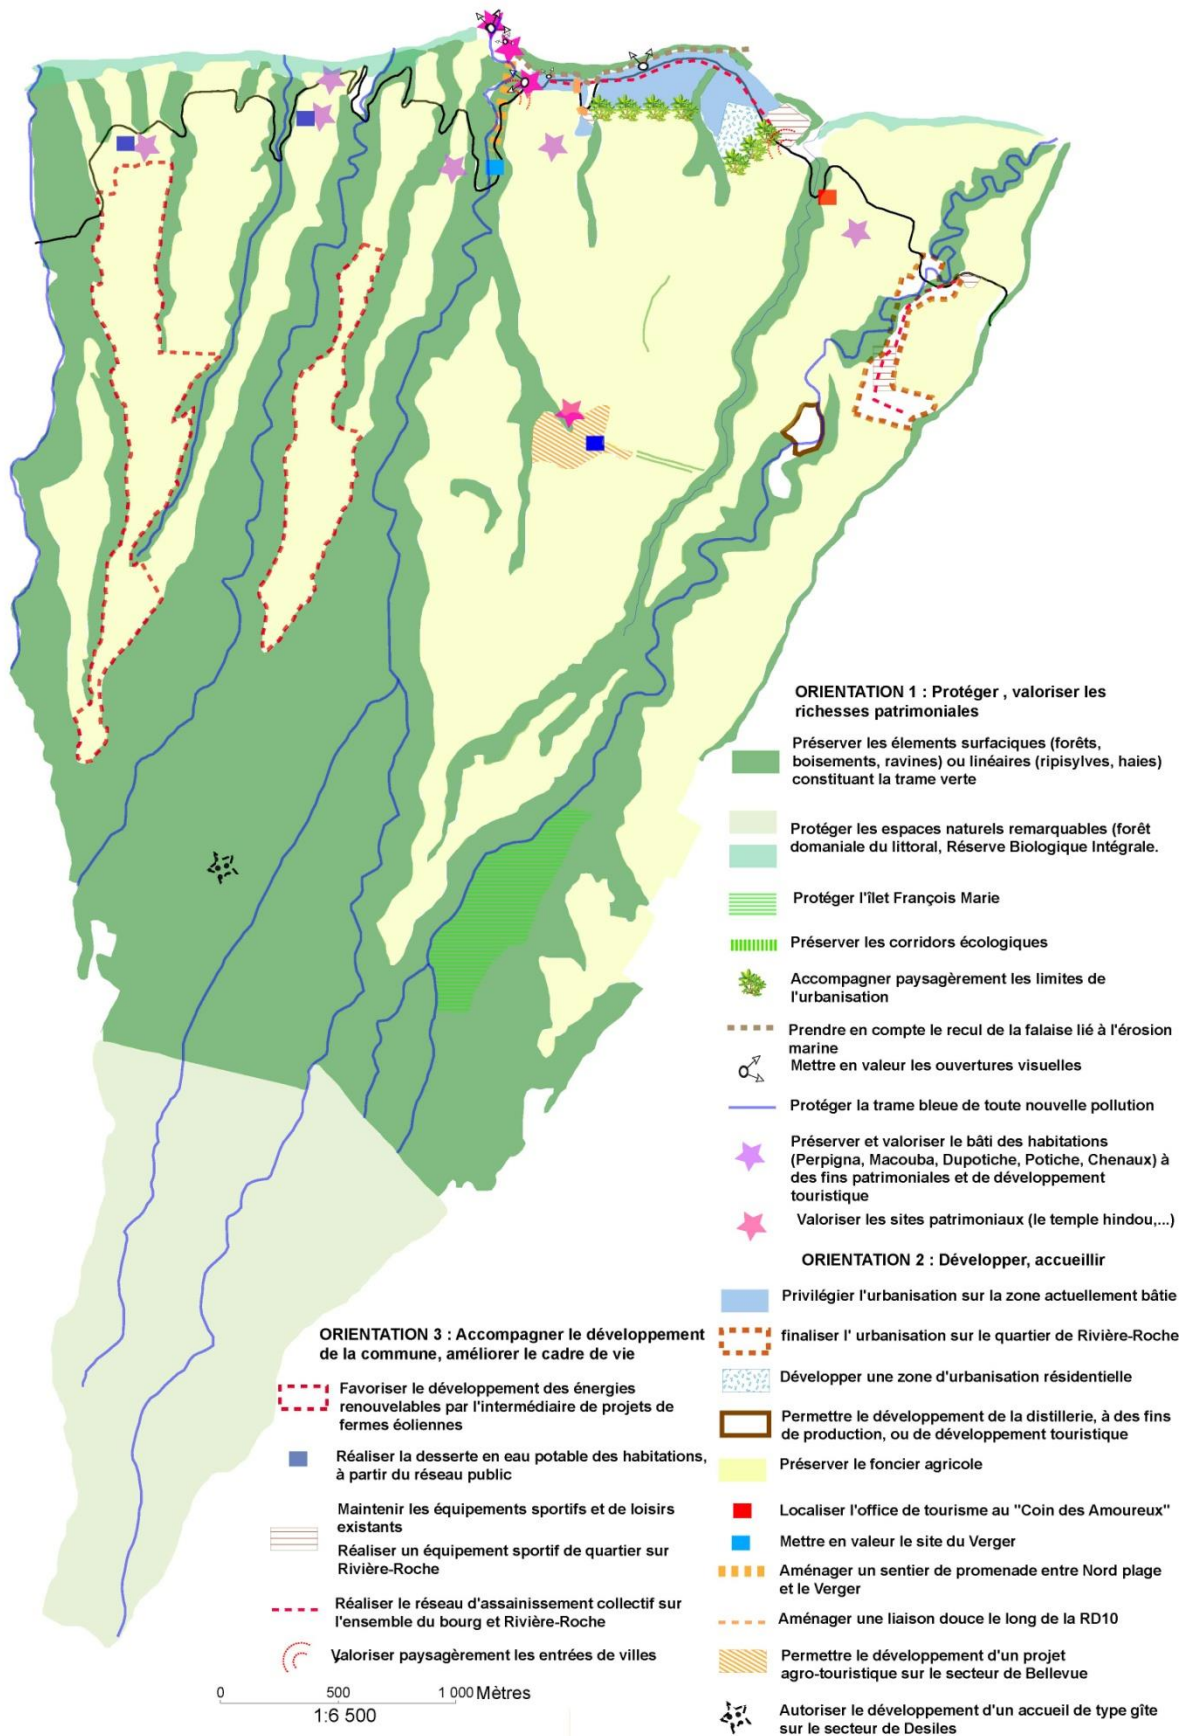 ORIENTATION 1 : Protéger , valoriser les
richesses patrimoniales
Préserver les élements surfaciques (forêts,
boisements, ravines) ou linéaires (ripisylves, haies)
constituant la trame verte
Protéger les espaces naturels remarquables (forêt
domaniale du littoral, Réserve Biologique Intégrale.
Protéger l'îlet François Marie
Préserver les corridors écologiques
Accompagner paysagèrement les limites de
l'urbanisation
Prendre en compte le recul de la falaise lié à l'érosion
marine
Mettre en valeur les ouvertures visuelles
Protéger la trame bleue de toute nouvelle pollution
Préserver et valoriser le bâti des habitations
(Perpigna, Macouba, Dupotiche, Potiche, Chenaux) à
des fins patrimoniales et de développement
touristique
Valoriser les sites patrimoniaux (le temple hindou,...)
ORIENTATION 2 : Développer, accueillir
Privilégier l'urbanisation sur la zone actuellement bâtie
finaliser l' urbanisation sur le quartier de Rivière-Roche
Développer une zone d'urbanisation résidentielle
Permettre le développement de la distillerie, à des fins
de production, ou de développement touristique
Préserver le foncier agricole
Localiser l'office de tourisme au "Coin des Amoureux"
Mettre en valeur le site du Verger
Aménager un sentier de promenade entre Nord plage
et le Verger
Aménager une liaison douce le long de la RD10
Permettre le développement d'un projet
agro-touristique sur le secteur de Bellevue
Autoriser le développement d'un accueil de type gîte
sur le secteur de Desiles
ORIENTATION 3 : Accompagner le développement
de la commune, améliorer le cadre de vie
Favoriser le développement des énergies
renouvelables par l'intermédiaire de projets de
fermes éoliennes
Réaliser la desserte en eau potable des habitations,
à partir du réseau public
Maintenir les équipements sportifs et de loisirs
existants
Réaliser un équipement sportif de quartier sur
Rivière-Roche
Réaliser le réseau d'assainissement collectif sur
l'ensemble du bourg et Rivière-Roche
Valoriser paysagèrement les entrées de villes
0 500 1 000 Mètres
1:6 500